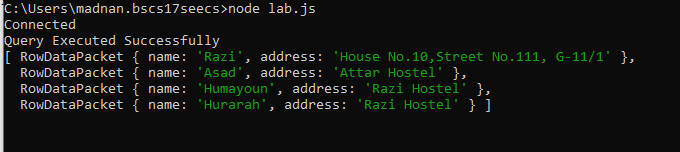 C:\Users\madnan.bscs17seecs>node lab.js
Connected
Query Executed Successfully
[ RowDataPacket { name: 'Razi', address: 'House No.10,Street No.111, G-11/1' },
  RowDataPacket { name: 'Asad', address: 'Attar Hostel' },
  RowDataPacket { name: 'Humayoun', address: 'Razi Hostel' },
  RowDataPacket { name: 'Hurarah', address: 'Razi Hostel' } ]